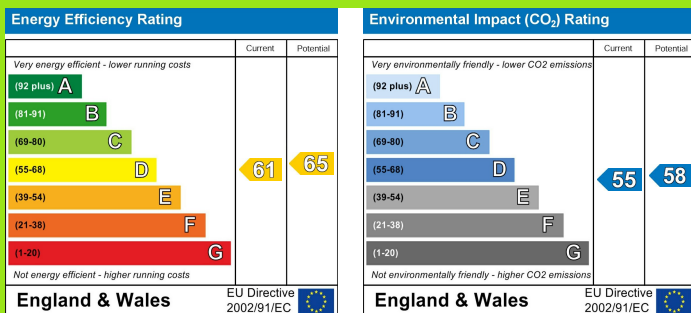 Energy Efficiency Rating
Current Potential
Very energy efficient - lower running costs
(92 plus) A
(81-91) B
(69-80) C
(55-68) D
(39-54) E
(21-38) F
(1-20) G
61
65
Not energy efficient - higher running costs
England & Wales
EU Directive
2002/91/EC
Environmental Impact (CO₂) Rating
Current Potential
Very environmentally friendly - lower CO2 emissions
(92 plus) A
(81-91) B
(69-80) C
(55-68) D
(39-54) E
(21-38) F
(1-20) G
55
58
Not environmentally friendly - higher CO2 emissions
England & Wales
EU Directive
2002/91/EC